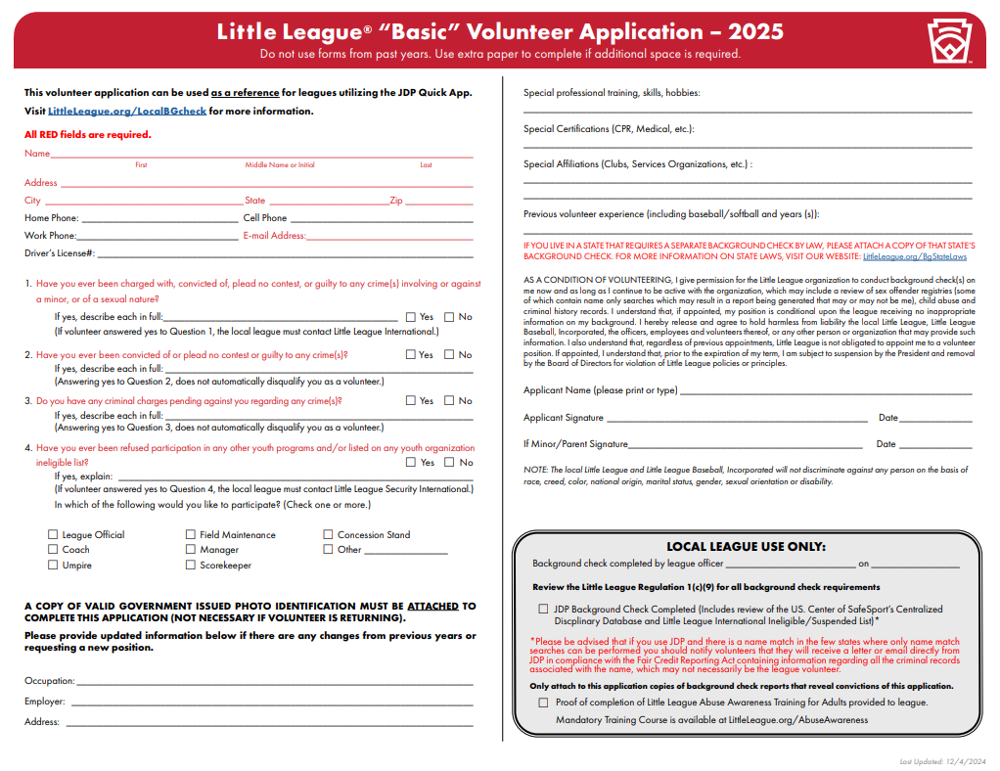 Little League® “Basic” Volunteer Application – 2025
Do not use forms from past years. Use extra paper to complete if additional space is required.
This volunteer application can be used as a reference for leagues utilizing the JDP Quick App.
Visit LittleLeague.org/LocalBGcheck for more information.
All RED fields are required.
Name
First Middle Name or Initial Last
Address
City State Zip
Home Phone: Cell Phone
Work Phone: E-mail Address:
Driver’s License#:
1. Have you ever been charged with, convicted of, plead no contest, or guilty to any crime(s) involving or against
a minor, or of a sexual nature?
If yes, describe each in full: ☐ Yes ☐ No
(If volunteer answered yes to Question 1, the local league must contact Little League International.)
2. Have you ever been convicted of or plead no contest or guilty to any crime(s)? ☐ Yes ☐ No
If yes, describe each in full:
(Answering yes to Question 2, does not automatically disqualify you as a volunteer.)
3. Do you have any criminal charges pending against you regarding any crime(s)? ☐ Yes ☐ No
If yes, describe each in full:
(Answering yes to Question 3, does not automatically disqualify you as a volunteer.)
4. Have you ever been refused participation in any other youth programs and/or listed on any youth organization
ineligible list? ☐ Yes ☐ No
If yes, explain:
(If volunteer answered yes to Question 4, the local league must contact Little League Security International.)
In which of the following would you like to participate? (Check one or more.)
☐ League Official ☐ Field Maintenance ☐ Concession Stand
☐ Coach ☐ Manager ☐ Other
☐ Umpire ☐ Scorekeeper
A COPY OF VALID GOVERNMENT ISSUED PHOTO IDENTIFICATION MUST BE ATTACHED TO
COMPLETE THIS APPLICATION (NOT NECESSARY IF VOLUNTEER IS RETURNING).
Please provide updated information below if there are any changes from previous years or
requesting a new position.
Occupation:
Employer:
Address:
Special professional training, skills, hobbies:
Special Certifications (CPR, Medical, etc.):
Special Affiliations (Clubs, Services Organizations, etc.) :
Previous volunteer experience (including baseball/softball and years (s)):
IF YOU LIVE IN A STATE THAT REQUIRES A SEPARATE BACKGROUND CHECK BY LAW, PLEASE ATTACH A COPY OF THAT STATE’S
BACKGROUND CHECK. FOR MORE INFORMATION ON STATE LAWS, VISIT OUR WEBSITE: LittleLeague.org/BgStateLaws
AS A CONDITION OF VOLUNTEERING, I give permission for the Little League organization to conduct background check(s) on
me now and as long as I continue to be active with the organization, which may include a review of sex offender registries (some
of which contain name only searches which may result in a report being generated that may or may not be me), child abuse and
criminal history records. I understand that, if appointed, my position is conditional upon the league receiving no inappropriate
information on my background. I hereby release and agree to hold harmless from liability the local Little League, Little League
Baseball, Incorporated, the officers, employees and volunteers thereof, or any other person or organization that may provide such
information. I also understand that, regardless of previous appointments, Little League is not obligated to appoint me to a volunteer
position. If appointed, I understand that, prior to the expiration of my term, I am subject to suspension by the President and removal
by the Board of Directors for violation of Little League policies or principles.
Applicant Name (please print or type)
Applicant Signature Date
If Minor/Parent Signature Date
NOTE: The local Little League and Little League Baseball, Incorporated will not discriminate against any person on the basis of
race, creed, color, national origin, marital status, gender, sexual orientation or disability.
LOCAL LEAGUE USE ONLY:
Background check completed by league officer on
Review the Little League Regulation 1(c)(9) for all background check requirements
☐ JDP Background Check Completed (Includes review of the US. Center of SafeSport’s Centralized
Discplinary Database and Little League International Ineligible/Suspended List)*
*Please be advised that if you use JDP and there is a name match in the few states where only name match
searches can be performed you should notify volunteers that they will receive a letter or email directly from
JDP in compliance with the Fair Credit Reporting Act containing information regarding all the criminal records
associated with the name, which may not necessarily be the league volunteer.
Only attach to this application copies of background check reports that reveal convictions of this application.
☐ Proof of completion of Little League Abuse Awareness Training for Adults provided to league.
Mandatory Training Course is available at LittleLeague.org/AbuseAwareness
Last Updated: 12/4/2024